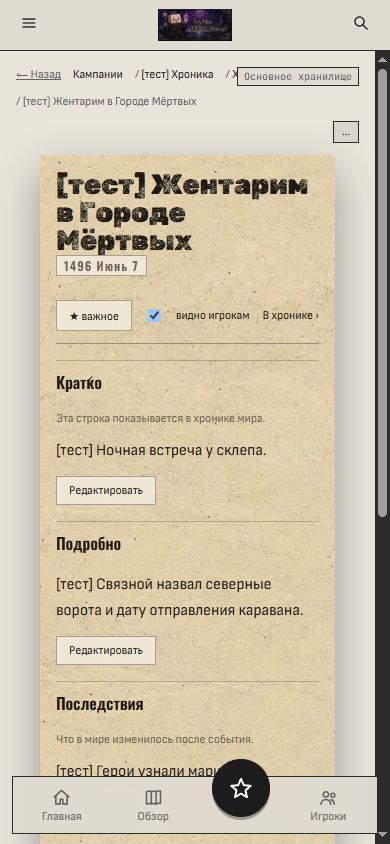 ← Назад Кампании / [тест] Хроника / Х Основное хранилище
/ [тест] Жентарим в Городе Мёртвых
...
[тест] Жентарим
в Городе
Мёртвых
1496 Июнь 7
★ важное видно игрокам В хронике ›
Кратко
Эта строка показывается в хронике мира.
[тест] Ночная встреча у склепа.
Редактировать
Подробно
[тест] Связной назвал северные
ворота и дату отправления каравана.
Редактировать
Последствия
Что в мире изменилось после события.
[тест] Герои узнали
Главная Обзор Игроки